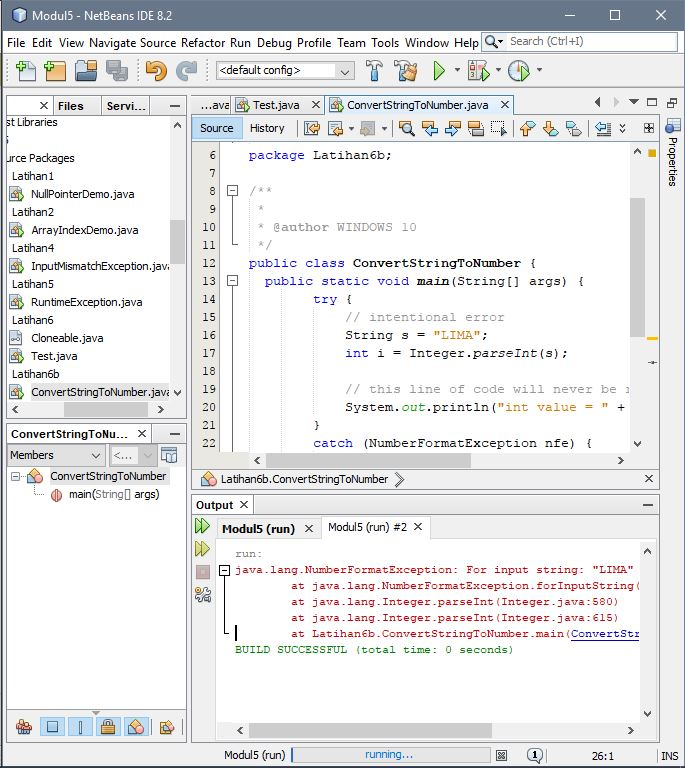 Modul5 - NetBeans IDE 8.2
File Edit View Navigate Source Refactor Run Debug Profile Team Tools Window Help Search (Ctrl+I)
<default config>
Files Servi...
...ava Test.java ConvertStringToNumber.java
Source History
Properties
st Libraries
urce Packages
Latihan1
NullPointerDemo.java
Latihan2
ArrayIndexDemo.java
Latihan4
InputMismatchException.java
Latihan5
RuntimeException.java
Latihan6
Cloneable.java
Test.java
Latihan6b
ConvertStringToNumber.java
6 package Latihan6b;
7
8 /**
9 *
10 * @author WINDOWS 10
11 */
12 public class ConvertStringToNumber {
13 public static void main(String[] args) {
14 try {
15 // intentional error
16 String s = "LIMA";
17 int i = Integer.parseInt(s);
18
19 // this line of code will never be r
20 System.out.println("int value = " +
21 }
22 catch (NumberFormatException nfe) {
Latihan6b.ConvertStringToNumber
ConvertStringToNu...
Members <...
ConvertStringToNumber
main(String[] args)
Output
Modul5 (run) Modul5 (run) #2
run:
java.lang.NumberFormatException: For input string: "LIMA"
at java.lang.NumberFormatException.forInputString(
at java.lang.Integer.parseInt(Integer.java:580)
at java.lang.Integer.parseInt(Integer.java:615)
at Latihan6b.ConvertStringToNumber.main(ConvertStr
BUILD SUCCESSFUL (total time: 0 seconds)
Modul5 (run) running... 1 26:1 INS